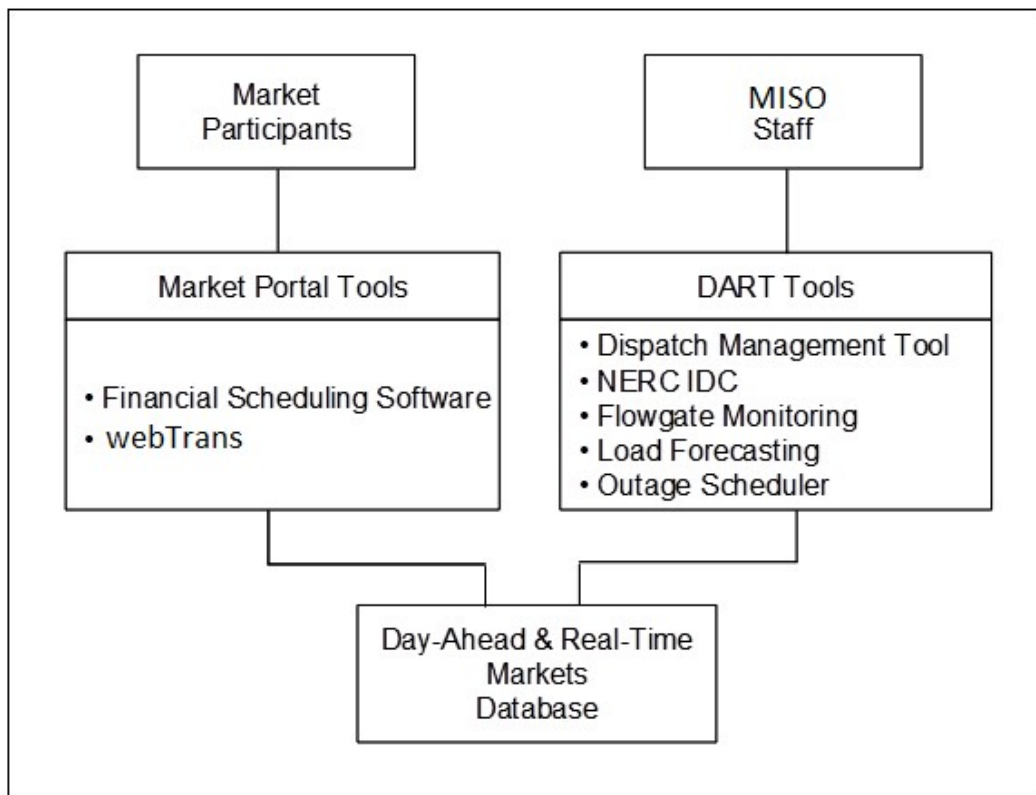 Market
Participants
MISO
Staff
Market Portal Tools
• Financial Scheduling Software
• webTrans
DART Tools
• Dispatch Management Tool
• NERC IDC
• Flowgate Monitoring
• Load Forecasting
• Outage Scheduler
Day-Ahead & Real-Time
Markets
Database